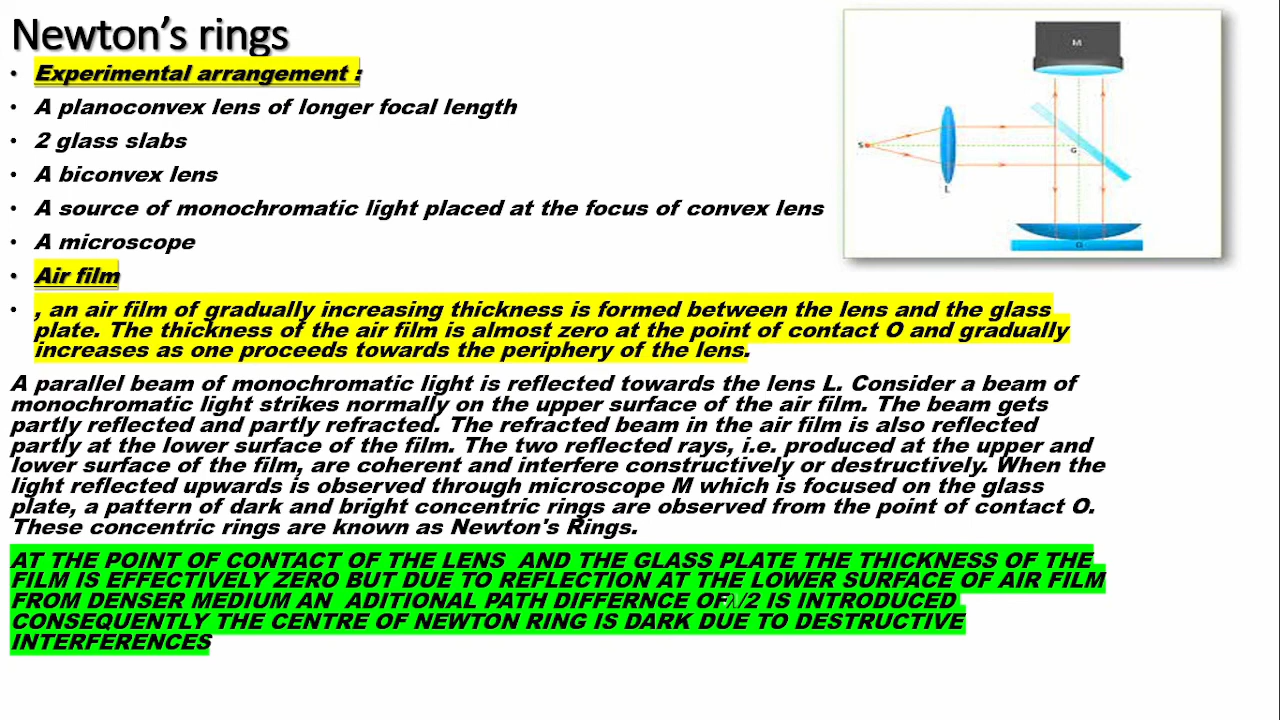 Newton's rings
• Experimental arrangement :
• A planoconvex lens of longer focal length
• 2 glass slabs
• A biconvex lens
• A source of monochromatic light placed at the focus of convex lens
• A microscope
• Air film
• , an air film of gradually increasing thickness is formed between the lens and the glass
plate. The thickness of the air film is almost zero at the point of contact O and gradually
increases as one proceeds towards the periphery of the lens.
A parallel beam of monochromatic light is reflected towards the lens L. Consider a beam of
monochromatic light strikes normally on the upper surface of the air film. The beam gets
partly reflected and partly refracted. The refracted beam in the air film is also reflected
partly at the lower surface of the film. The two reflected rays, i.e. produced at the upper and
lower surface of the film, are coherent and interfere constructively or destructively. When the
light reflected upwards is observed through microscope M which is focused on the glass
plate, a pattern of dark and bright concentric rings are observed from the point of contact O.
These concentric rings are known as Newton's Rings.
AT THE POINT OF CONTACT OF THE LENS AND THE GLASS PLATE THE THICKNESS OF THE
FILM IS EFFECTIVELY ZERO BUT DUE TO REFLECTION AT THE LOWER SURFACE OF AIR FILM
FROM DENSER MEDIUM AN ADITIONAL PATH DIFFERNCE OF λ/2 IS INTRODUCED
CONSEQUENTLY THE CENTRE OF NEWTON RING IS DARK DUE TO DESTRUCTIVE
INTERFERENCES
M
S
G
L
O